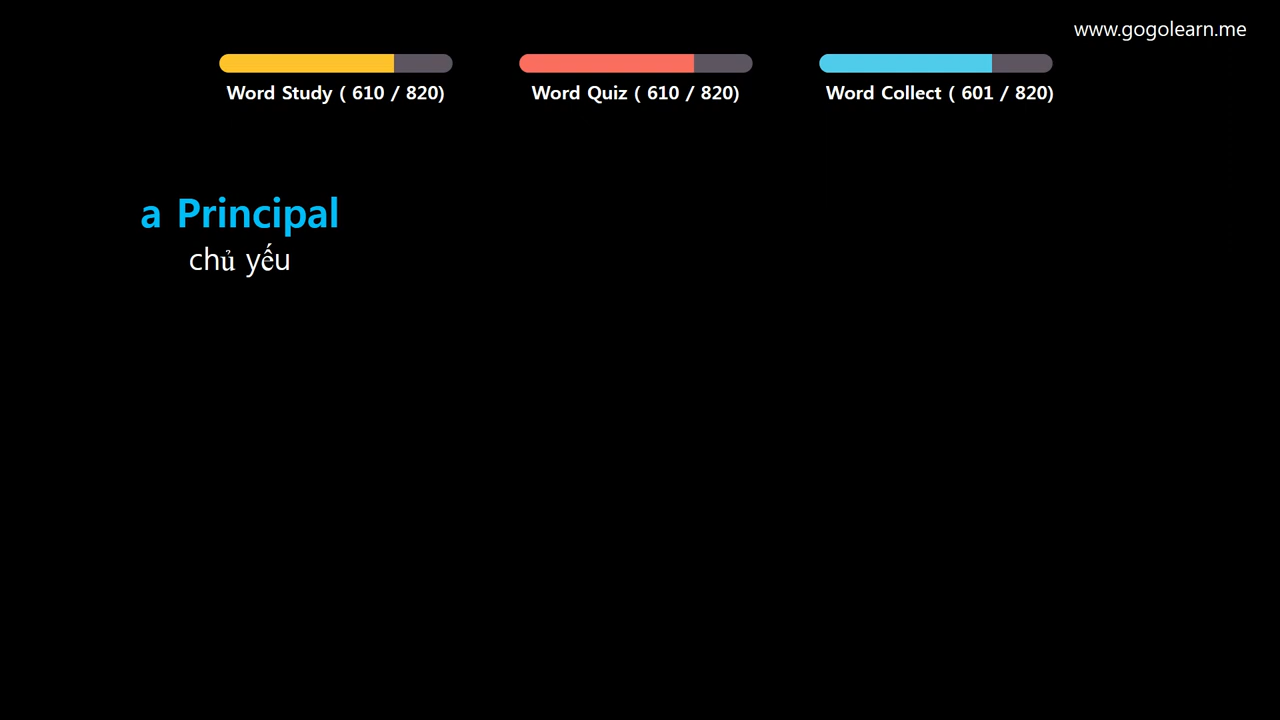 www.gogolearn.me
Word Study ( 610 / 820)
Word Quiz ( 610 / 820)
Word Collect ( 601 / 820)
a Principal
chủ yếu